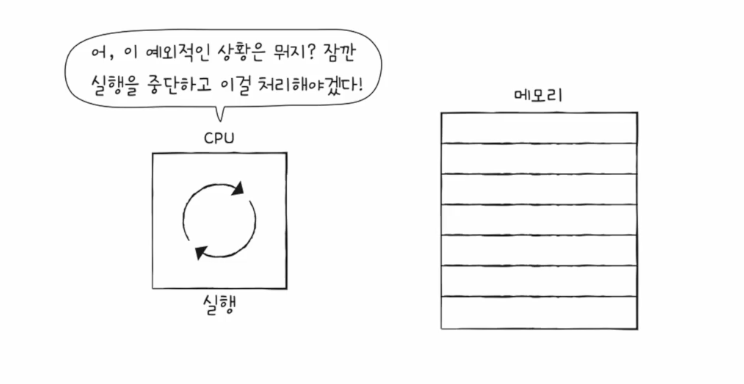 어, 이 예외적인 상황은 뭐지? 잠깐
실행을 중단하고 이걸 처리해야겠다!
CPU
메모리
실행